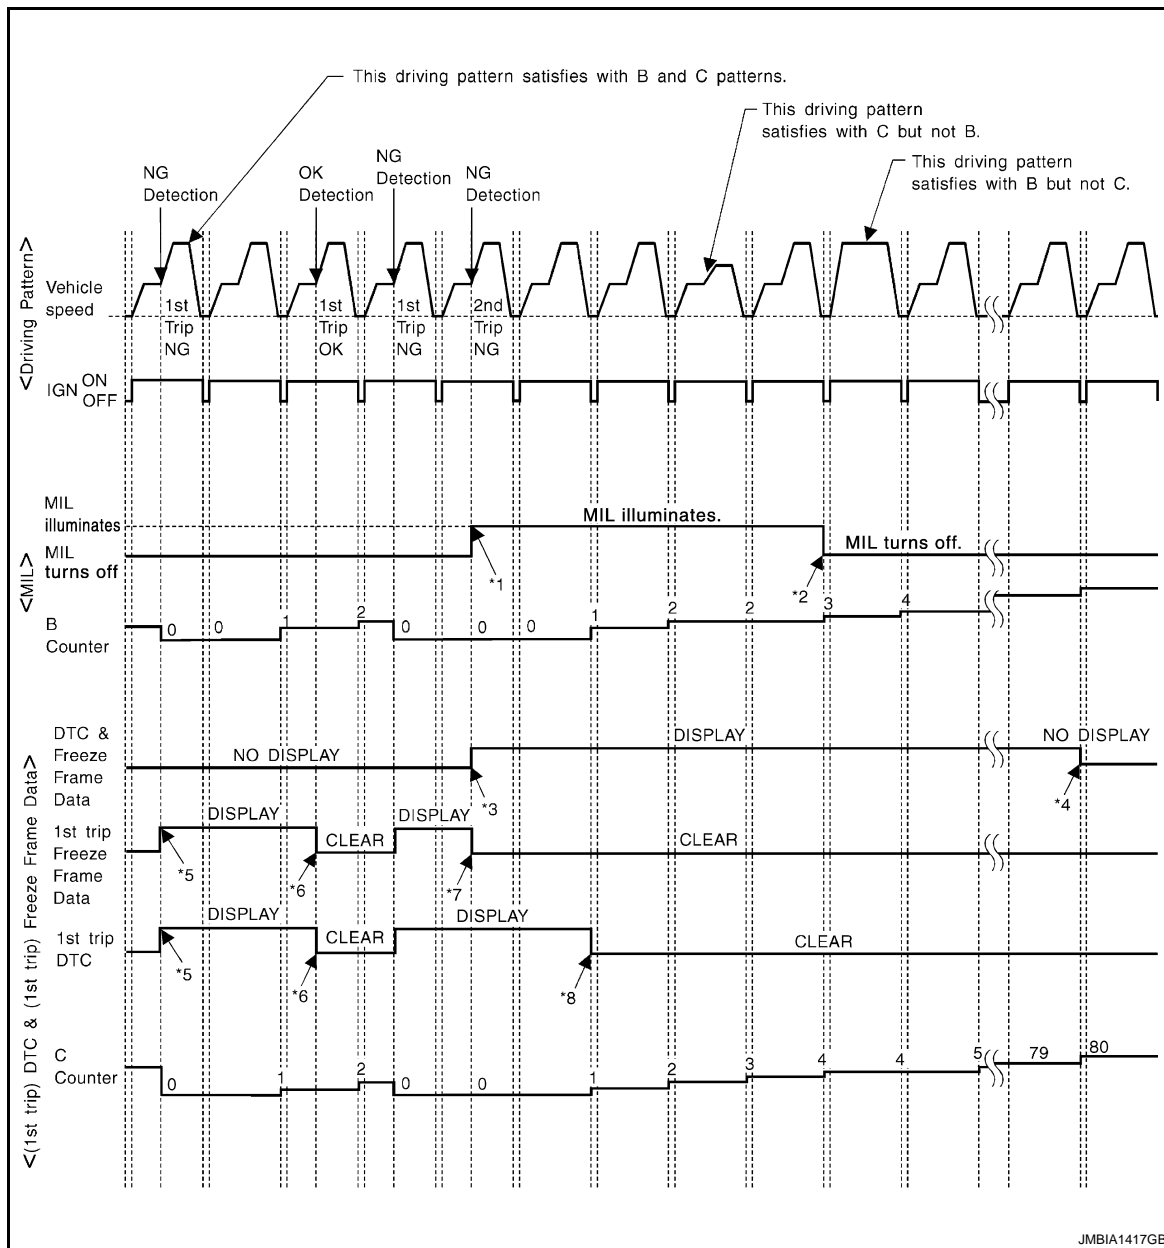 This driving pattern satisfies with B and C patterns.
This driving pattern
satisfies with C but not B.
This driving pattern
satisfies with B but not C.
NG
Detection
OK
Detection
NG
Detection
NG
Detection
<Driving Pattern>
Vehicle
speed
1st
Trip
NG
1st
Trip
OK
1st
Trip
NG
2nd
Trip
NG
IGN ON
OFF
<MIL>
MIL
illuminates
MIL illuminates.
MIL
turns off
MIL turns off.
*1
*2
B
Counter
0 0 1 2 0 0 0 1 2 2 3 4
<(1st trip) DTC & (1st trip) Freeze Frame Data>
DTC &
Freeze
Frame
Data
NO DISPLAY
DISPLAY
NO DISPLAY
*3
*4
1st trip
Freeze
Frame
Data
DISPLAY
CLEAR
DISPLAY
CLEAR
*5
*6
*7
1st trip
DTC
DISPLAY
CLEAR
DISPLAY
CLEAR
*5
*6
*8
C
Counter
0 1 2 0 0 1 2 3 4 4 5 79 80
JMBIA1417GB